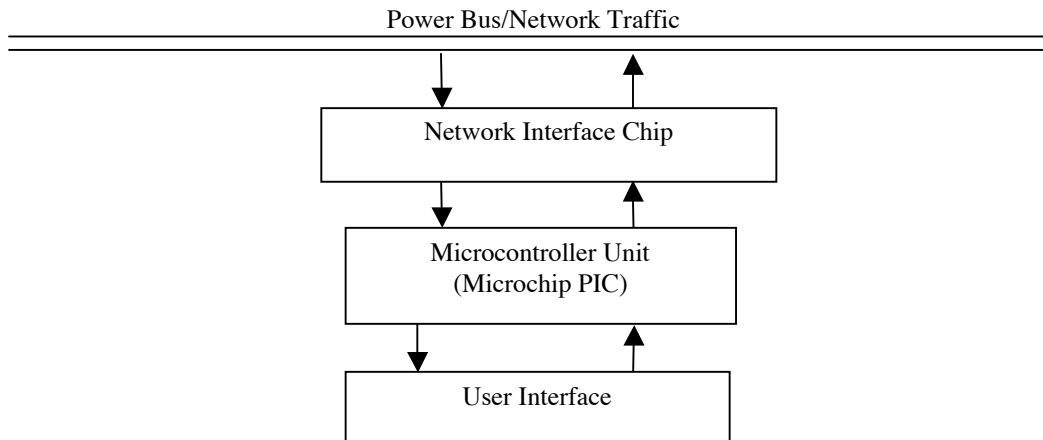 Power Bus/Network Traffic
Network Interface Chip
Microcontroller Unit
(Microchip PIC)
User Interface